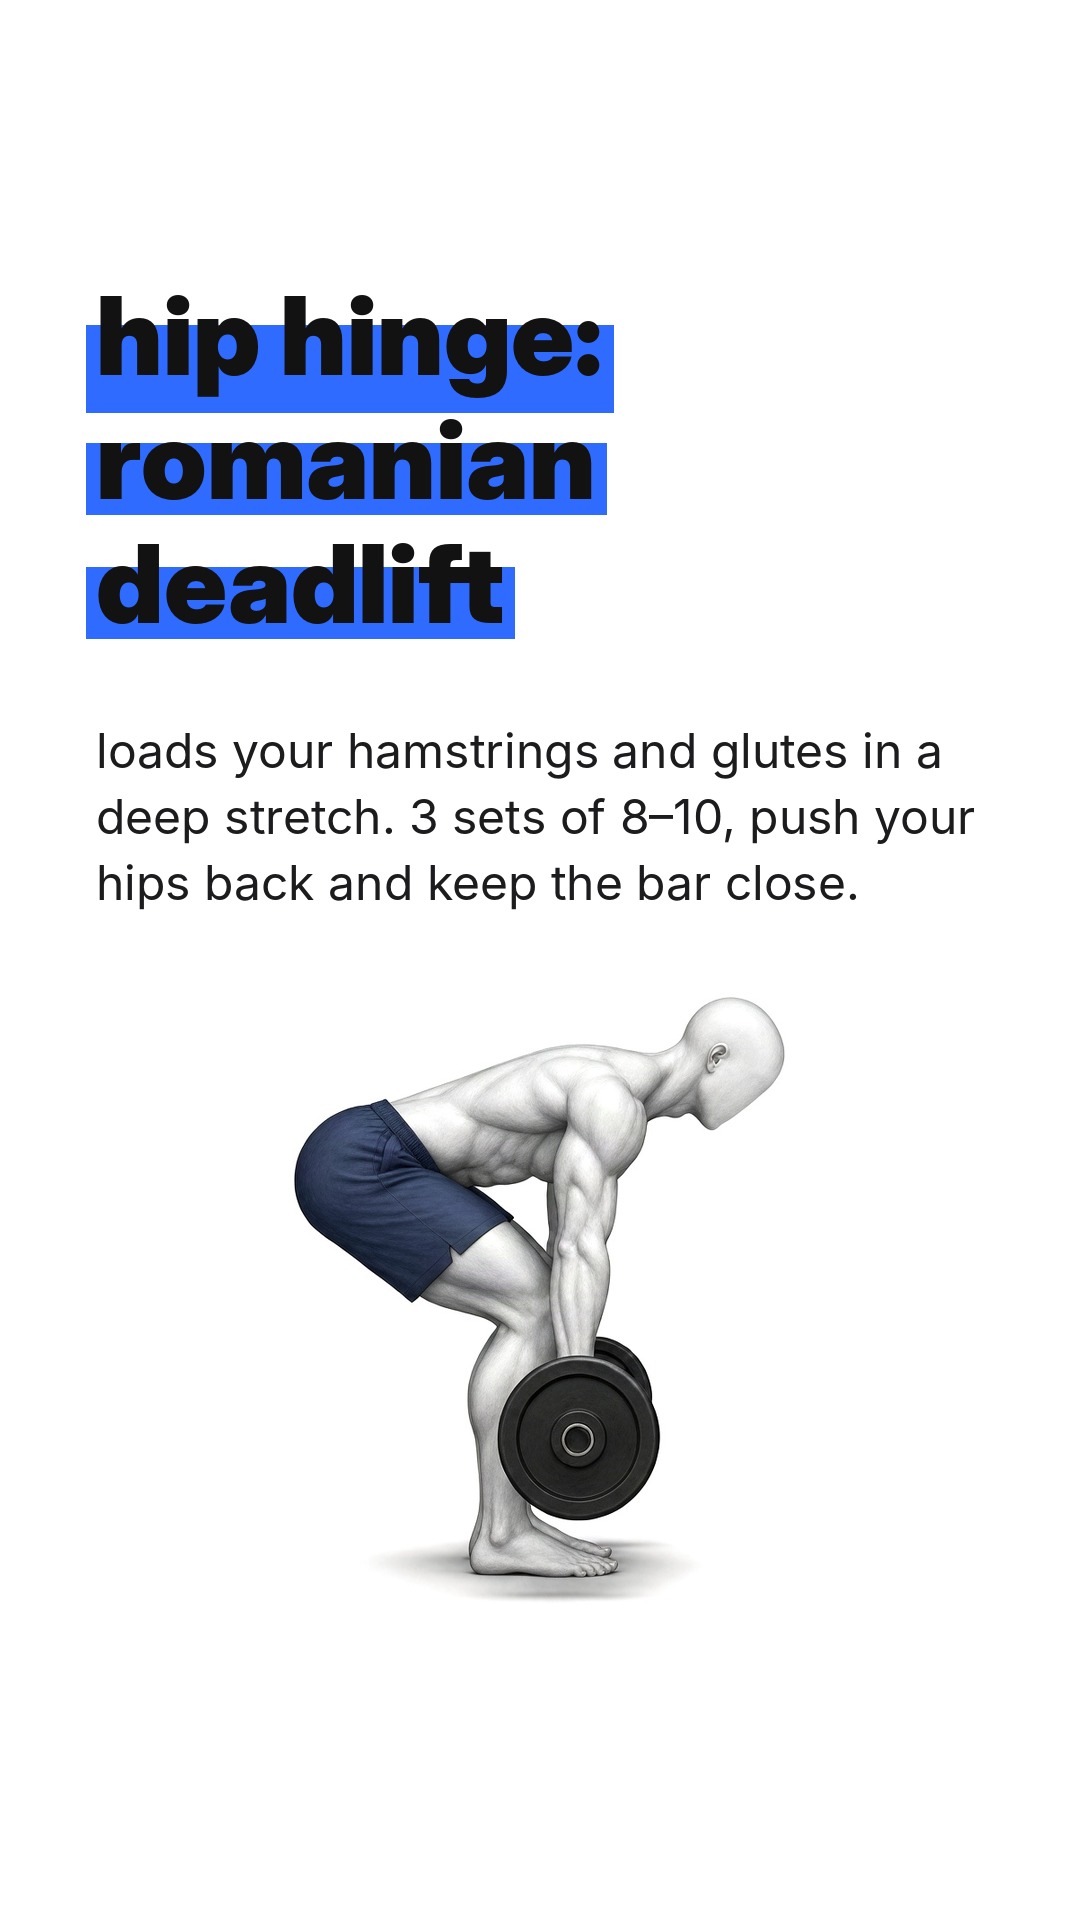 hip hinge:
romanian
deadlift
loads your hamstrings and glutes in a
deep stretch. 3 sets of 8–10, push your
hips back and keep the bar close.